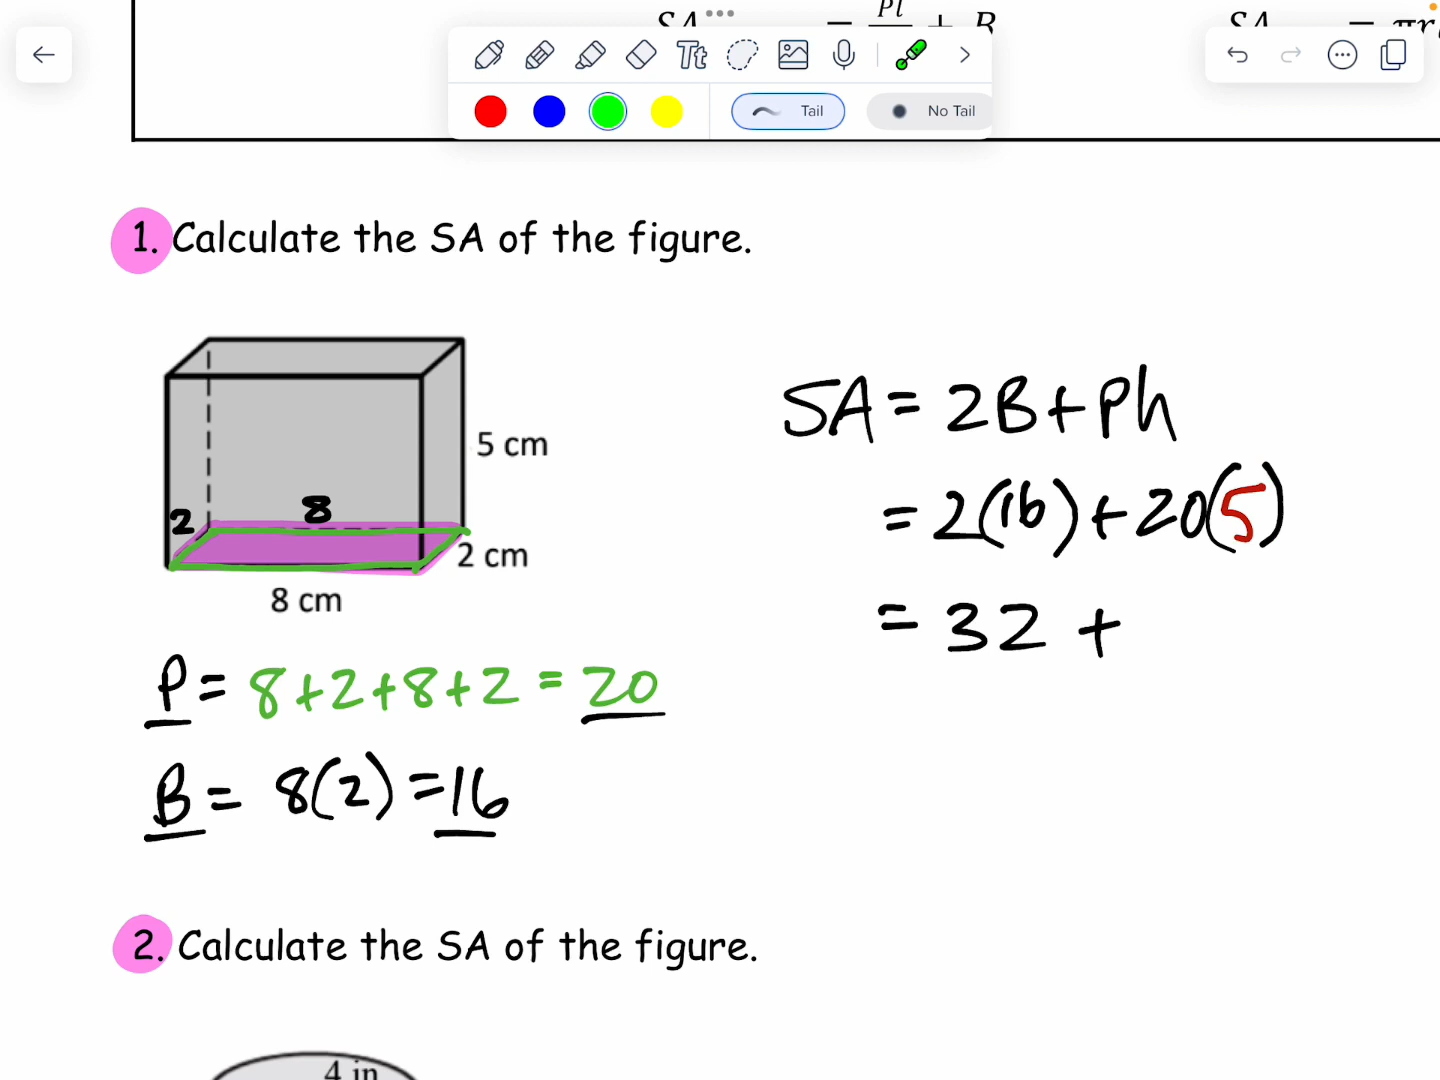 Tt
Tail
No Tail
1. Calculate the SA of the figure.
5 cm
2
8
2 cm
8 cm
SA = 2B + Ph
= 2(16) + 20(5)
= 32 +
P = 8+2+8+2 = 20
B = 8(2) = 16
2. Calculate the SA of the figure.
4 in